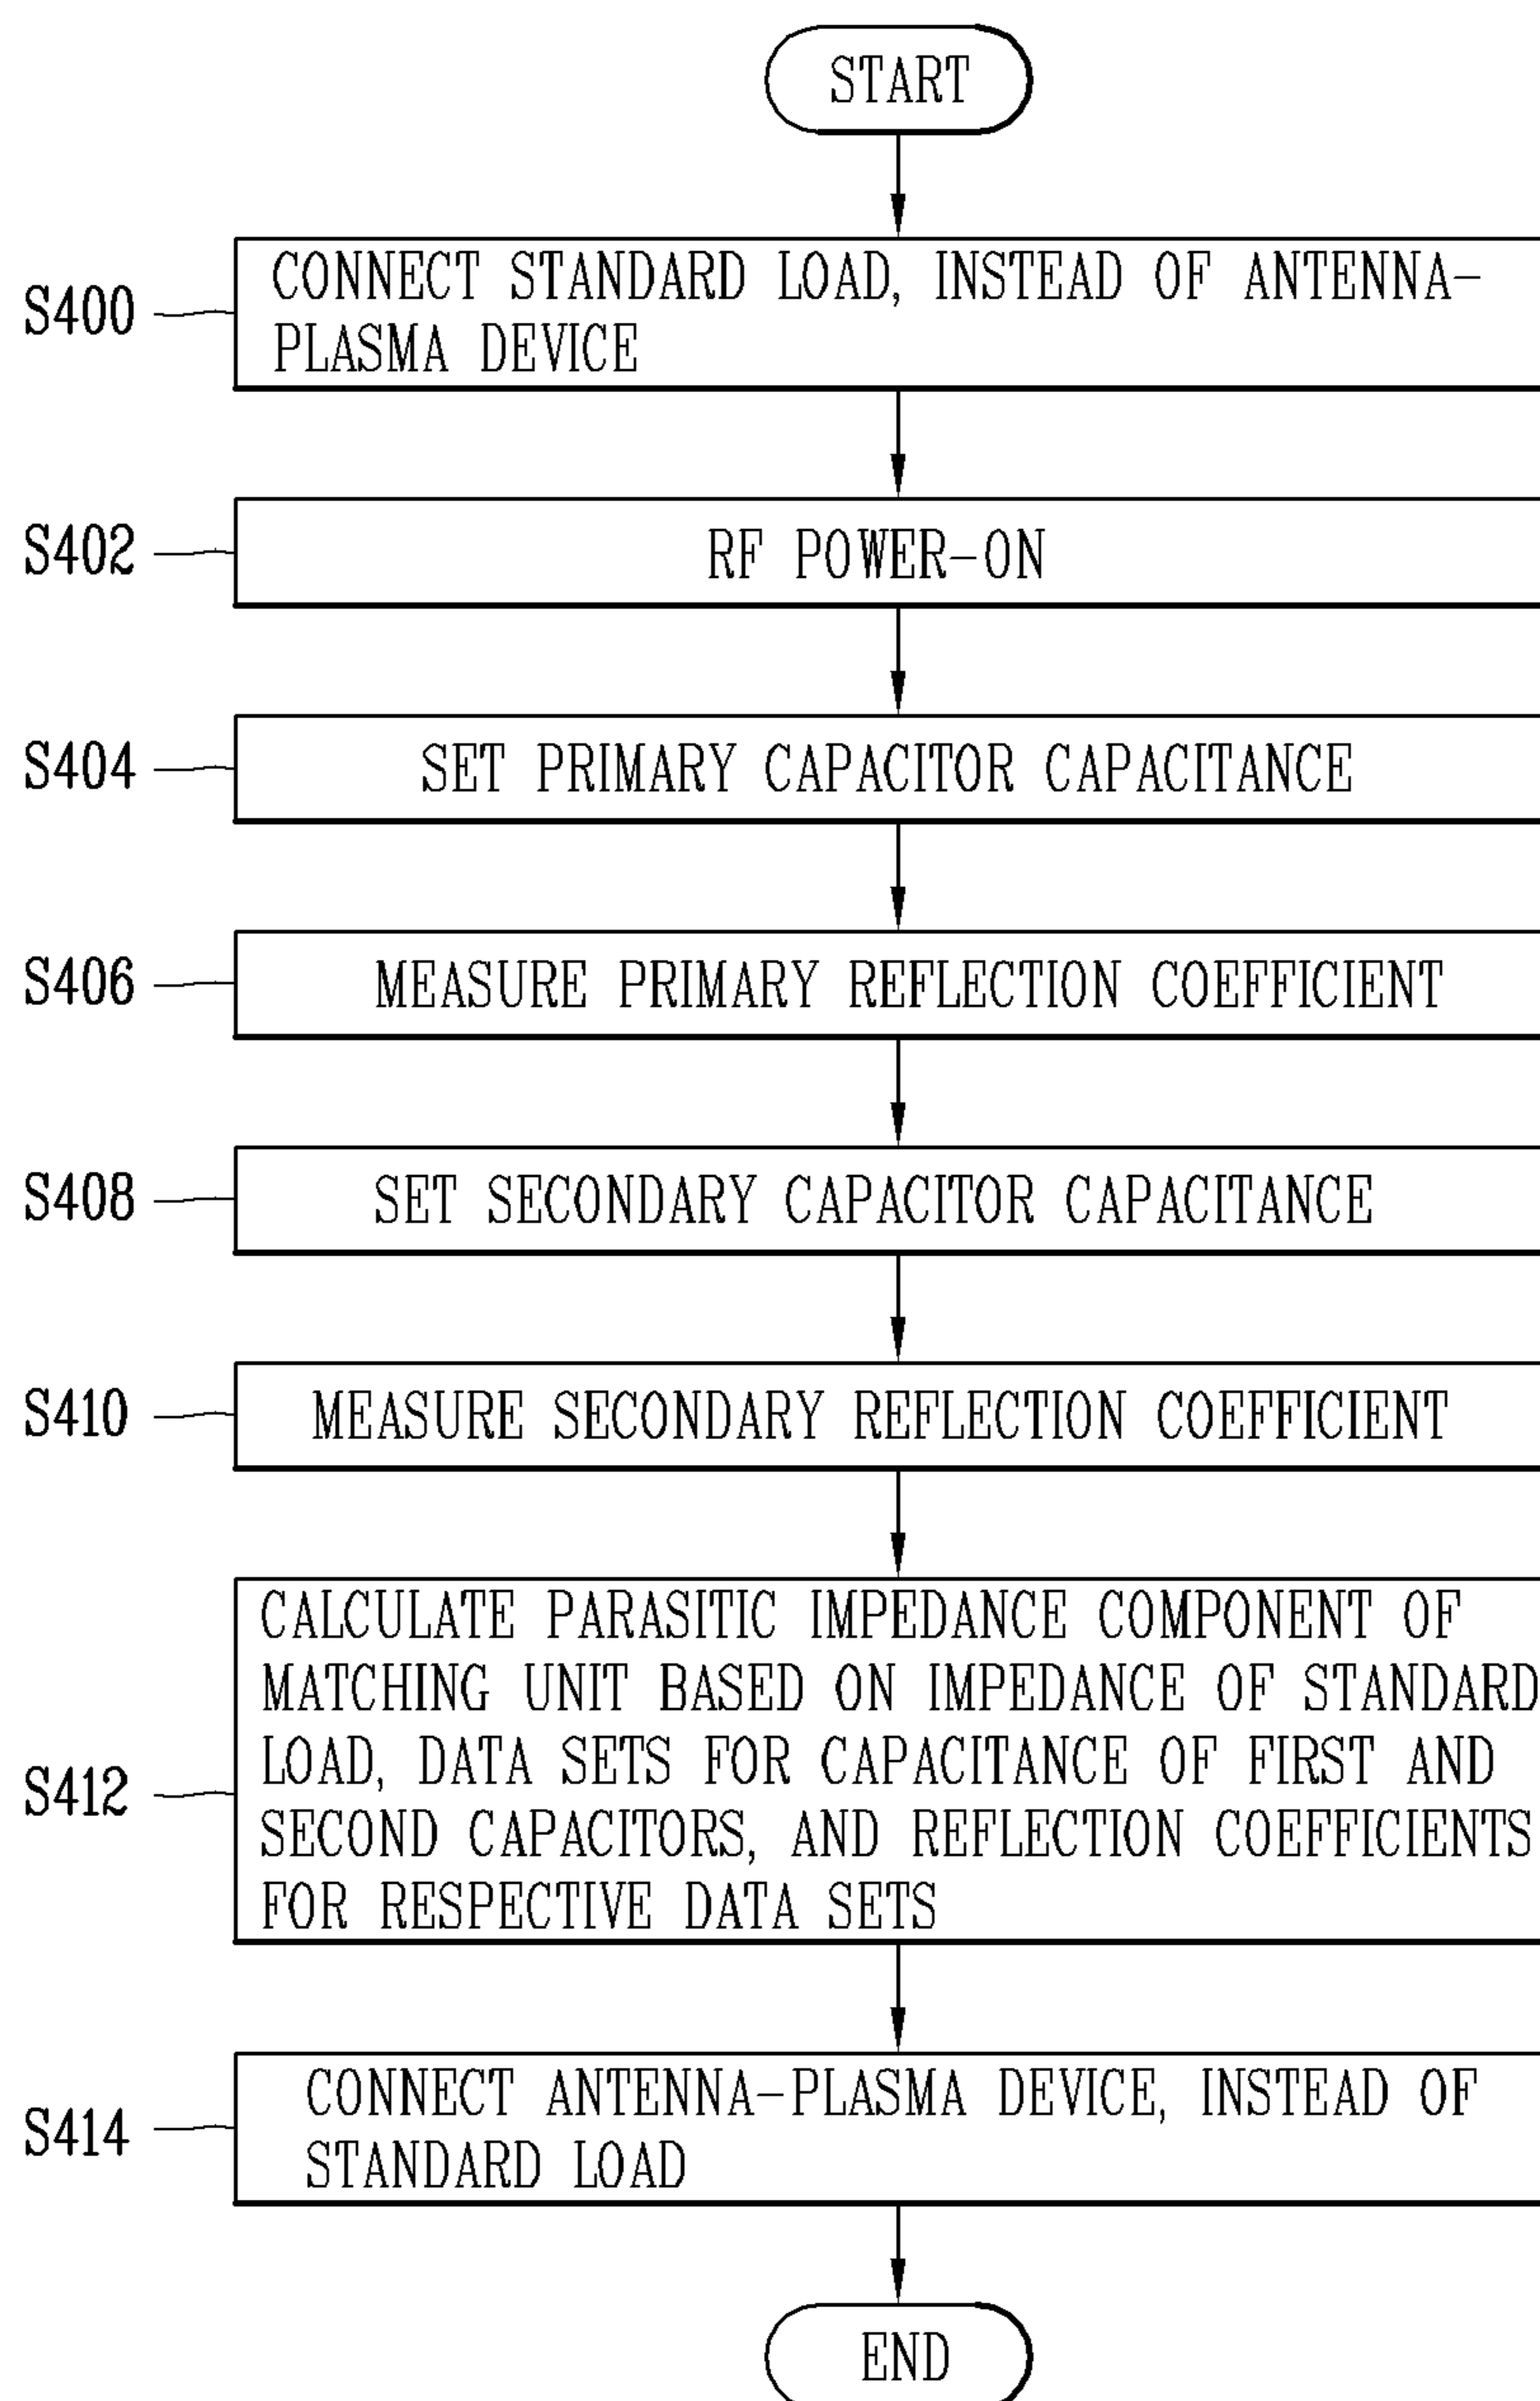 START
S400
CONNECT STANDARD LOAD, INSTEAD OF ANTENNA-
PLASMA DEVICE
S402
RF POWER-ON
S404
SET PRIMARY CAPACITOR CAPACITANCE
S406
MEASURE PRIMARY REFLECTION COEFFICIENT
S408
SET SECONDARY CAPACITOR CAPACITANCE
S410
MEASURE SECONDARY REFLECTION COEFFICIENT
S412
CALCULATE PARASITIC IMPEDANCE COMPONENT OF
MATCHING UNIT BASED ON IMPEDANCE OF STANDARD
LOAD, DATA SETS FOR CAPACITANCE OF FIRST AND
SECOND CAPACITORS, AND REFLECTION COEFFICIENTS
FOR RESPECTIVE DATA SETS
S414
CONNECT ANTENNA-PLASMA DEVICE, INSTEAD OF
STANDARD LOAD
END